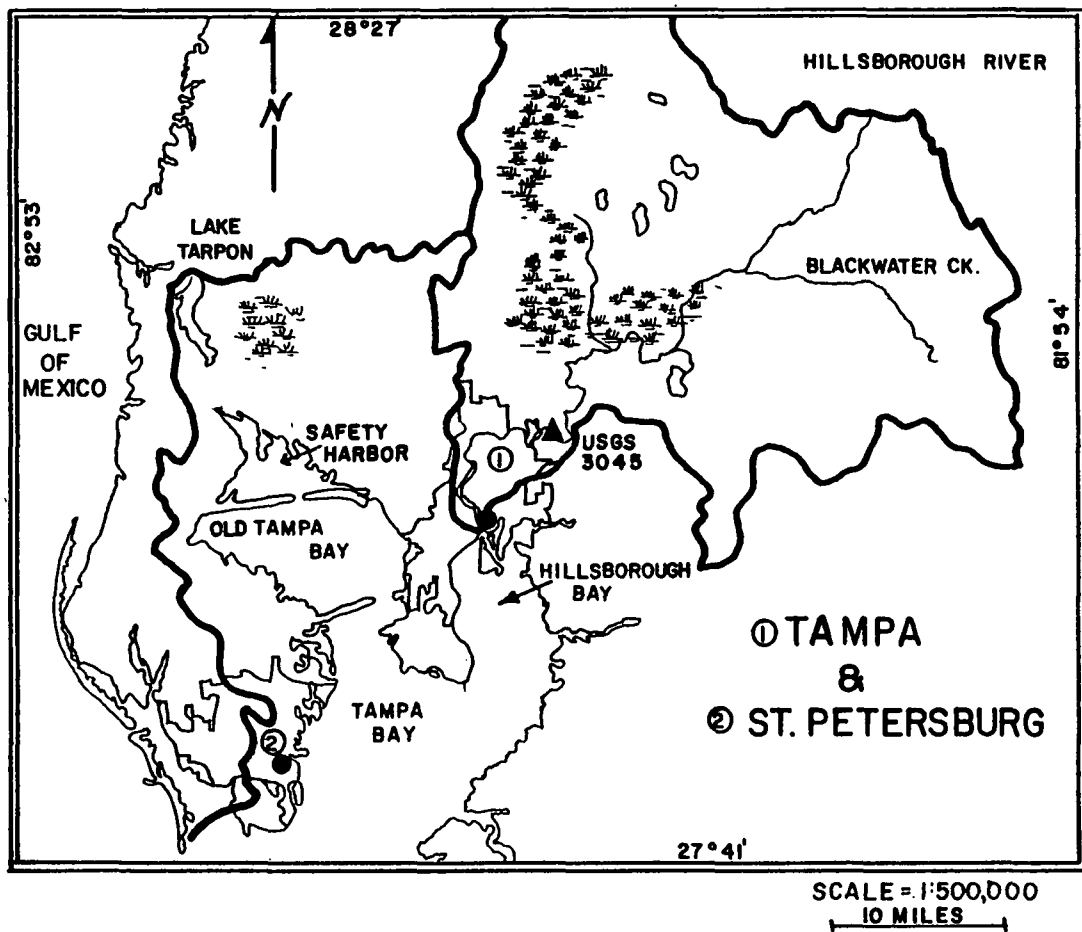 28°27'
HILLSBOROUGH RIVER
N
82°53'
LAKE
TARPON
BLACKWATER CK.
GULF
OF
MEXICO
81°54'
SAFETY
HARBOR
USGS
3045
1
OLD TAMPA
BAY
HILLSBOROUGH
BAY
① TAMPA
&
② ST. PETERSBURG
TAMPA
BAY
2
27°41'
SCALE = 1:500,000
10 MILES